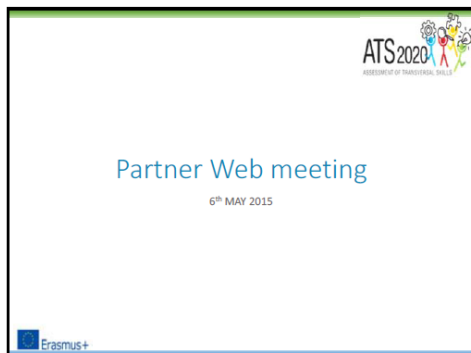 ATS2020
ASSESSMENT OF TRANSVERSAL SKILLS
Partner Web meeting
6th MAY 2015
Erasmus+